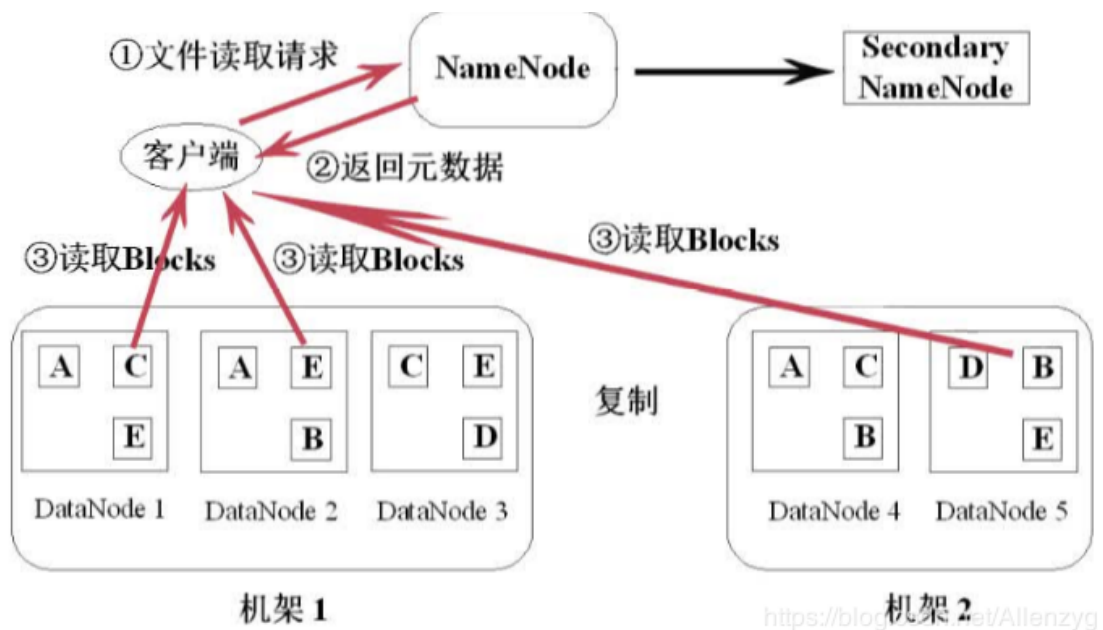 ①文件读取请求
NameNode
Secondary
NameNode
客户端
②返回元数据
③读取Blocks
③读取Blocks
③读取Blocks
A
C
E
A
E
B
C
E
D
复制
A
C
B
D
B
E
DataNode 1
DataNode 2
DataNode 3
DataNode 4
DataNode 5
机架 1
机架 2